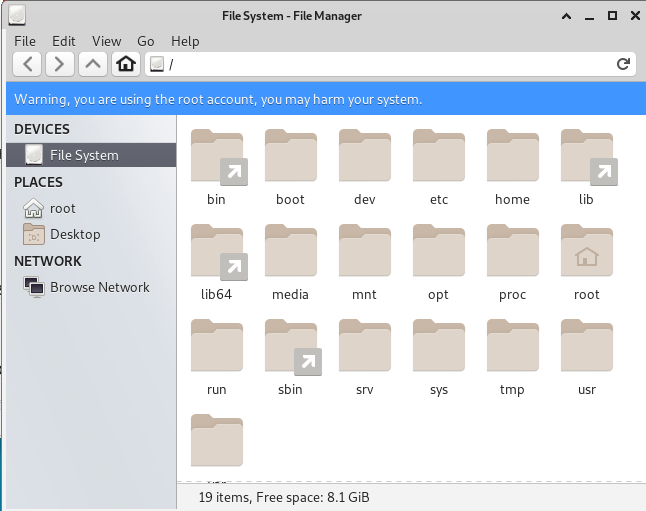 File System - File Manager
File Edit View Go Help
/
Warning, you are using the root account, you may harm your system.
DEVICES
File System
PLACES
root
Desktop
NETWORK
Browse Network
bin boot dev etc home lib
lib64 media mnt opt proc root
run sbin srv sys tmp usr
19 items, Free space: 8.1 GiB